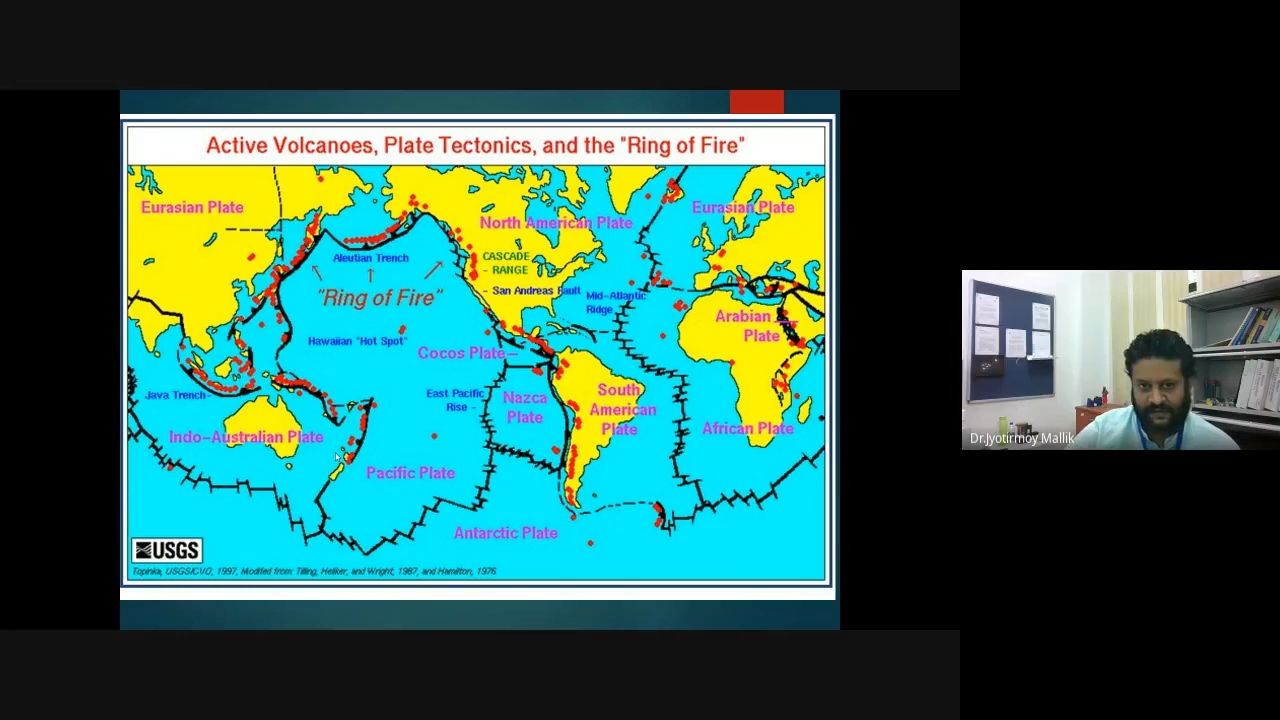 Active Volcanoes, Plate Tectonics, and the "Ring of Fire"
Eurasian Plate
North American Plate
Eurasian Plate
Aleutian Trench
CASCADE
- RANGE
"Ring of Fire"
- San Andreas Fault
Mid-Atlantic
Ridge
Arabian
Plate
Hawaiian "Hot Spot"
Cocos Plate
Java Trench
East Pacific
Rise -
Nazca
Plate
South
American
Plate
African Plate
Indo-Australian Plate
Pacific Plate
Antarctic Plate
USGS
Topinka, USGS/CVO, 1997, Modified from: Tilling, Heliker, and Wright, 1987, and Hamilton, 1976
Dr.Jyotirmoy Mallik